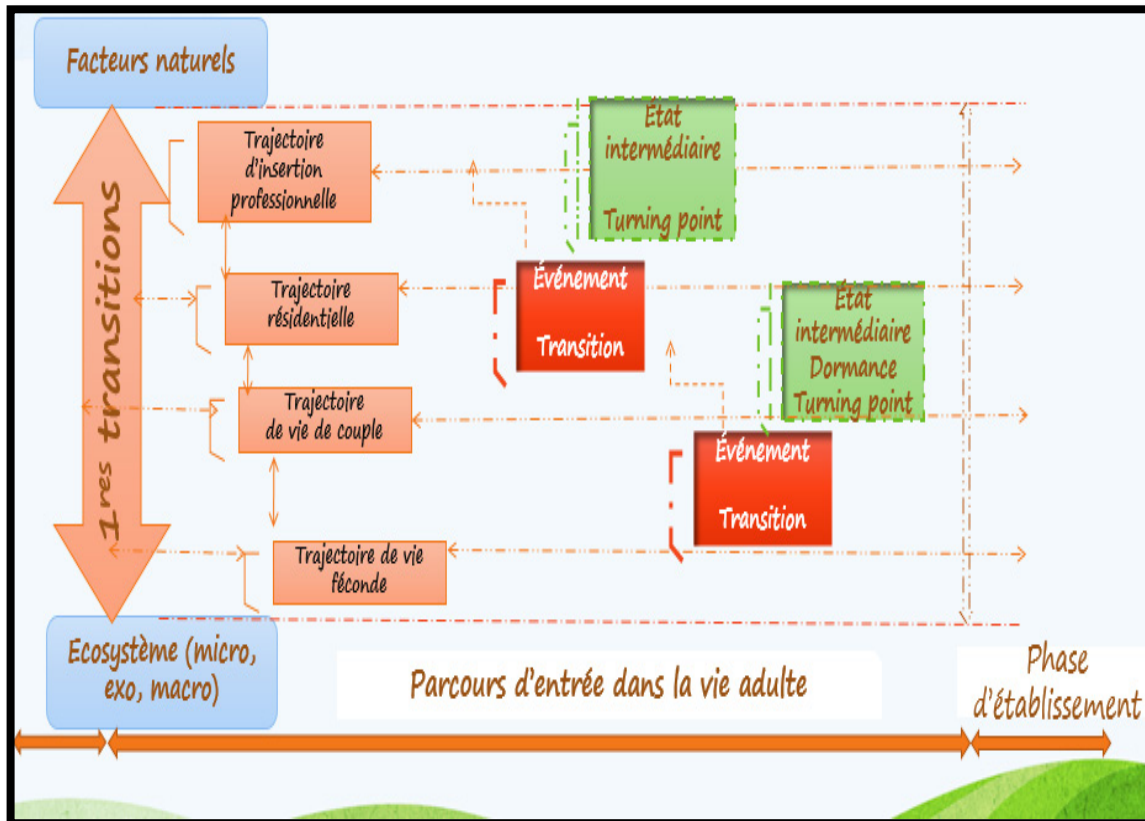 Facteurs naturels
1res transitions
Trajectoire
d'insertion
professionnelle
État
intermédiaire
Turning point
Trajectoire
résidentielle
Événement
Transition
État
intermédiaire
Dormance
Turning point
Trajectoire
de vie de couple
Événement
Transition
Trajectoire de vie
féconde
Ecosystème (micro,
exo, macro)
Parcours d'entrée dans la vie adulte
Phase
d'établissement